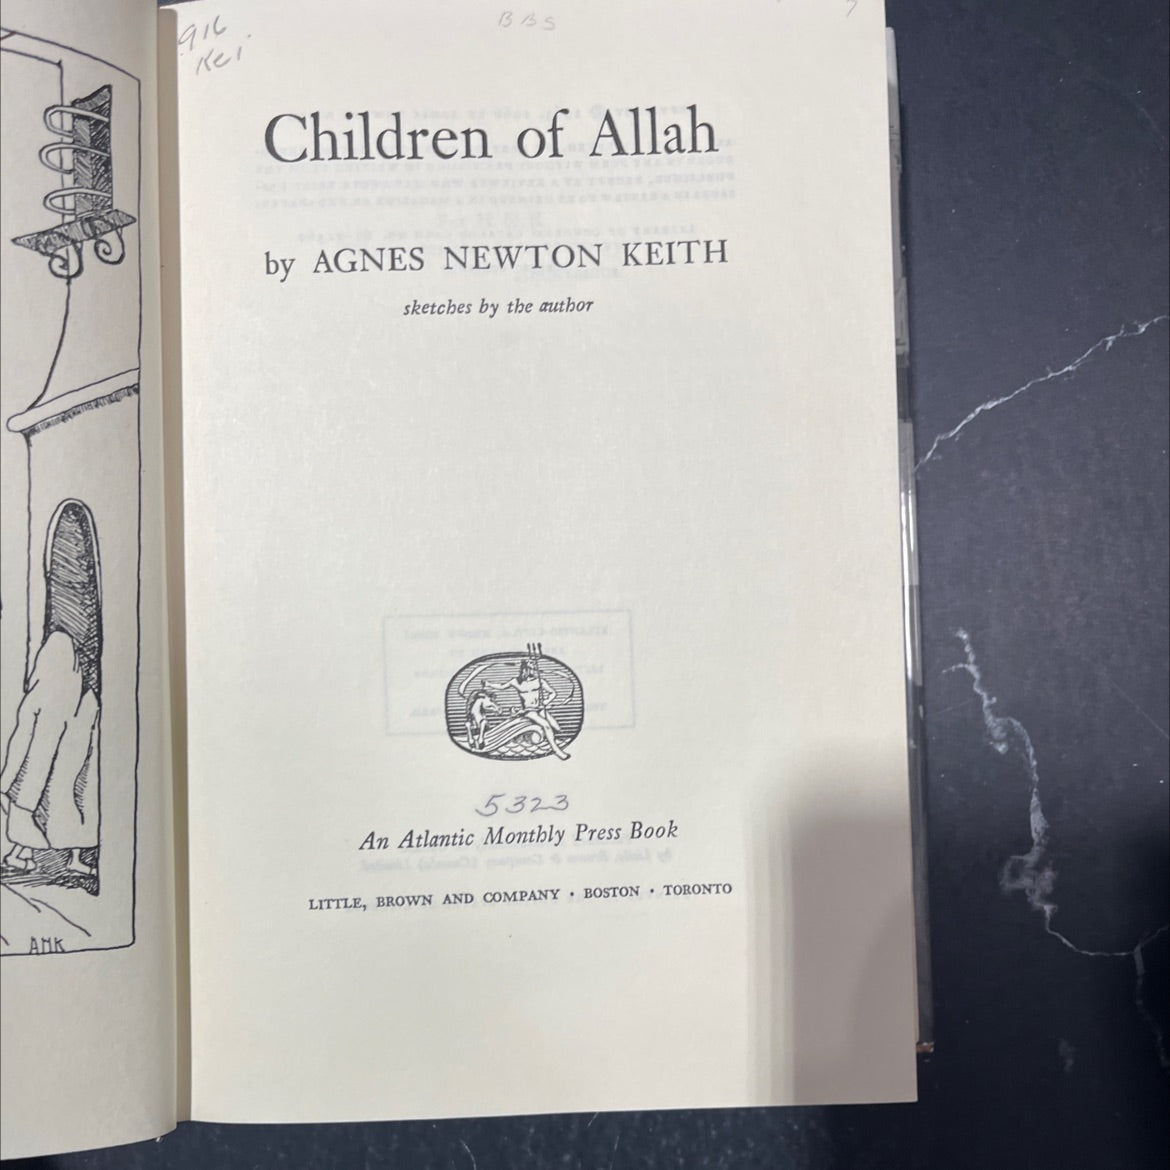 916
Kei
BBS
Children of Allah
by AGNES NEWTON KEITH
sketches by the author
5323
An Atlantic Monthly Press Book
LITTLE, BROWN AND COMPANY · BOSTON · TORONTO
ANK